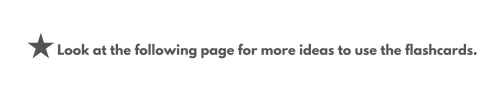 Look at the following page for more ideas to use the flashcards.